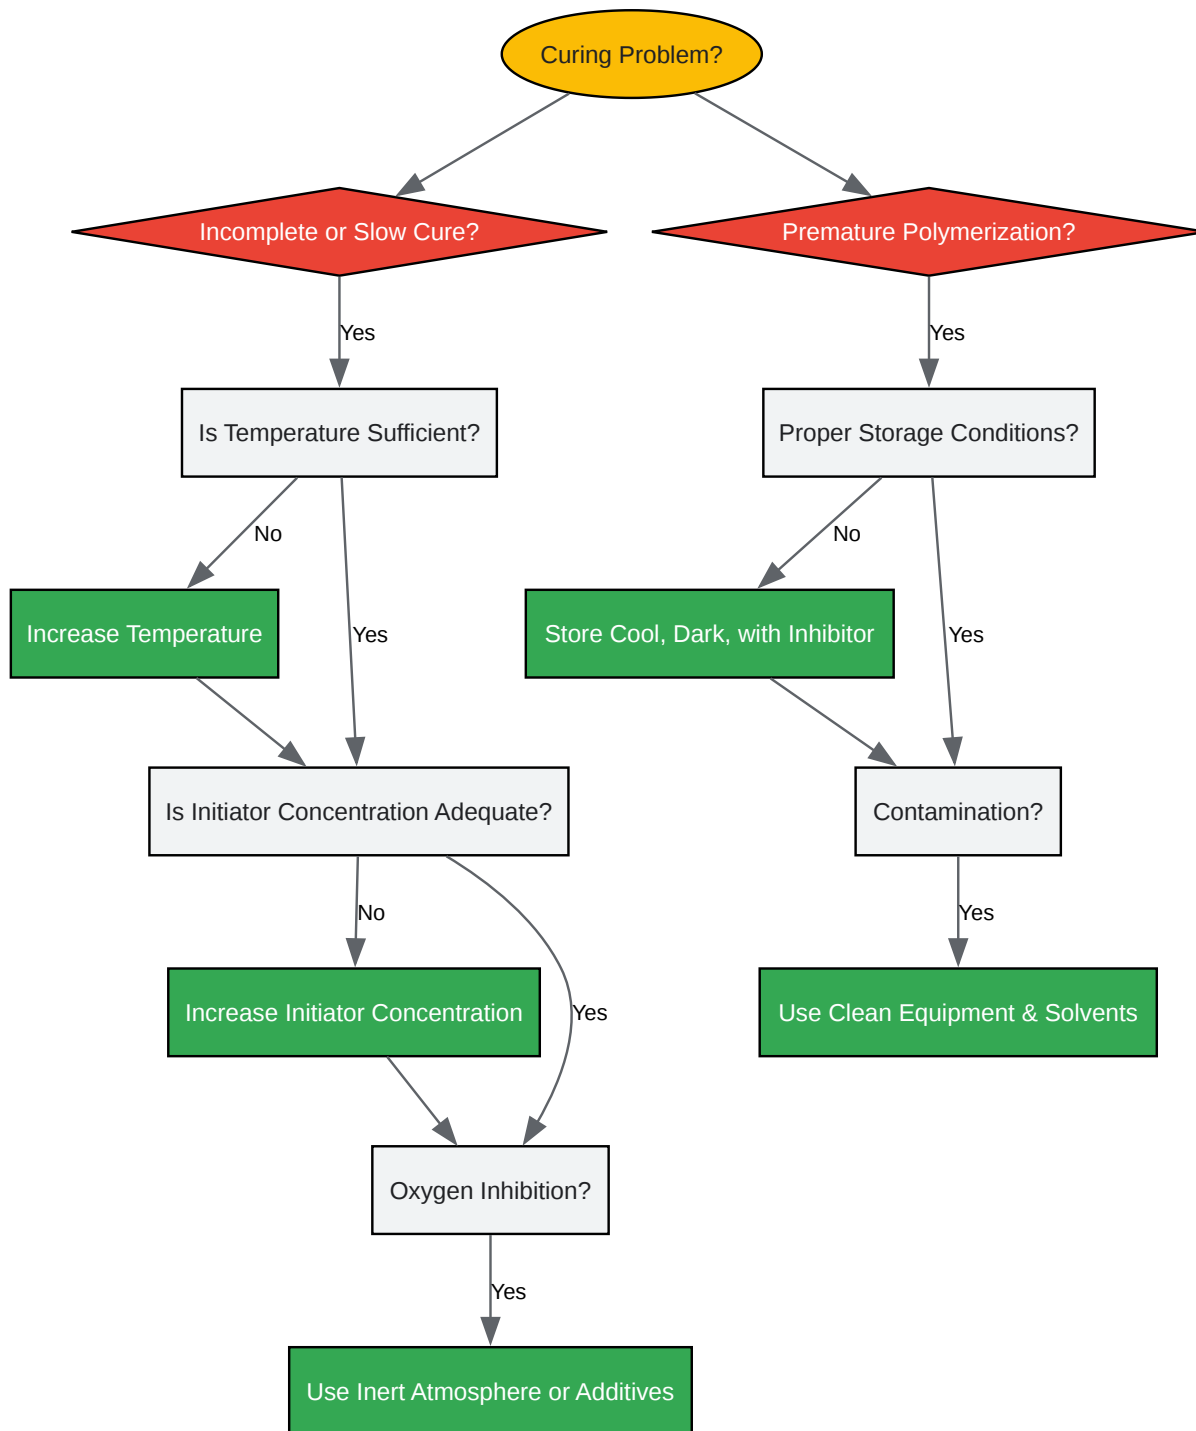 Curing Problem?
Incomplete or Slow Cure?
Premature Polymerization?
Yes
Yes
Is Temperature Sufficient?
Proper Storage Conditions?
No
No
Increase Temperature
Yes
Store Cool, Dark, with Inhibitor
Yes
Is Initiator Concentration Adequate?
Contamination?
No
Yes
Increase Initiator Concentration
Yes
Use Clean Equipment & Solvents
Oxygen Inhibition?
Yes
Use Inert Atmosphere or Additives